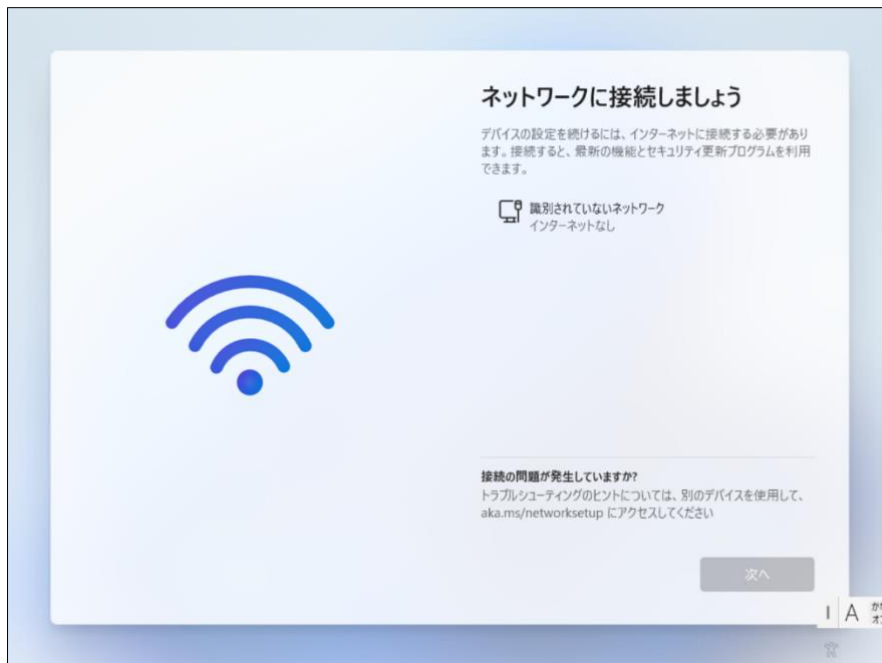 ネットワークに接続しましょう
デバイスの設定を続けるには、インターネットに接続する必要があり
ます。接続すると、最新の機能とセキュリティ更新プログラムを利用
できます。
識別されていないネットワーク
インターネットなし
接続の問題が発生していますか?
トラブルシューティングのヒントについては、別のデバイスを使用して、
aka.ms/networksetup にアクセスしてください
次へ
A